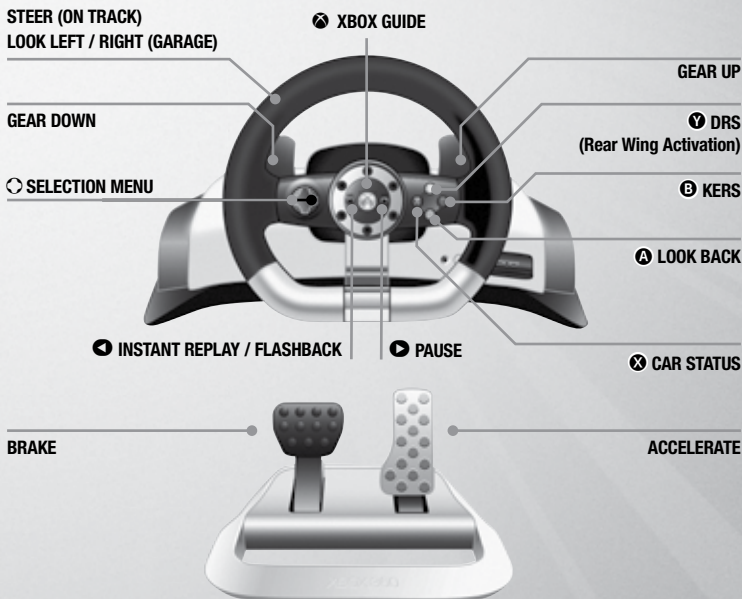 STEER (ON TRACK)
LOOK LEFT / RIGHT (GARAGE)
XBOX GUIDE
GEAR UP
GEAR DOWN
Y DRS
(Rear Wing Activation)
SELECTION MENU
B KERS
A LOOK BACK
INSTANT REPLAY / FLASHBACK
PAUSE
X CAR STATUS
BRAKE
ACCELERATE